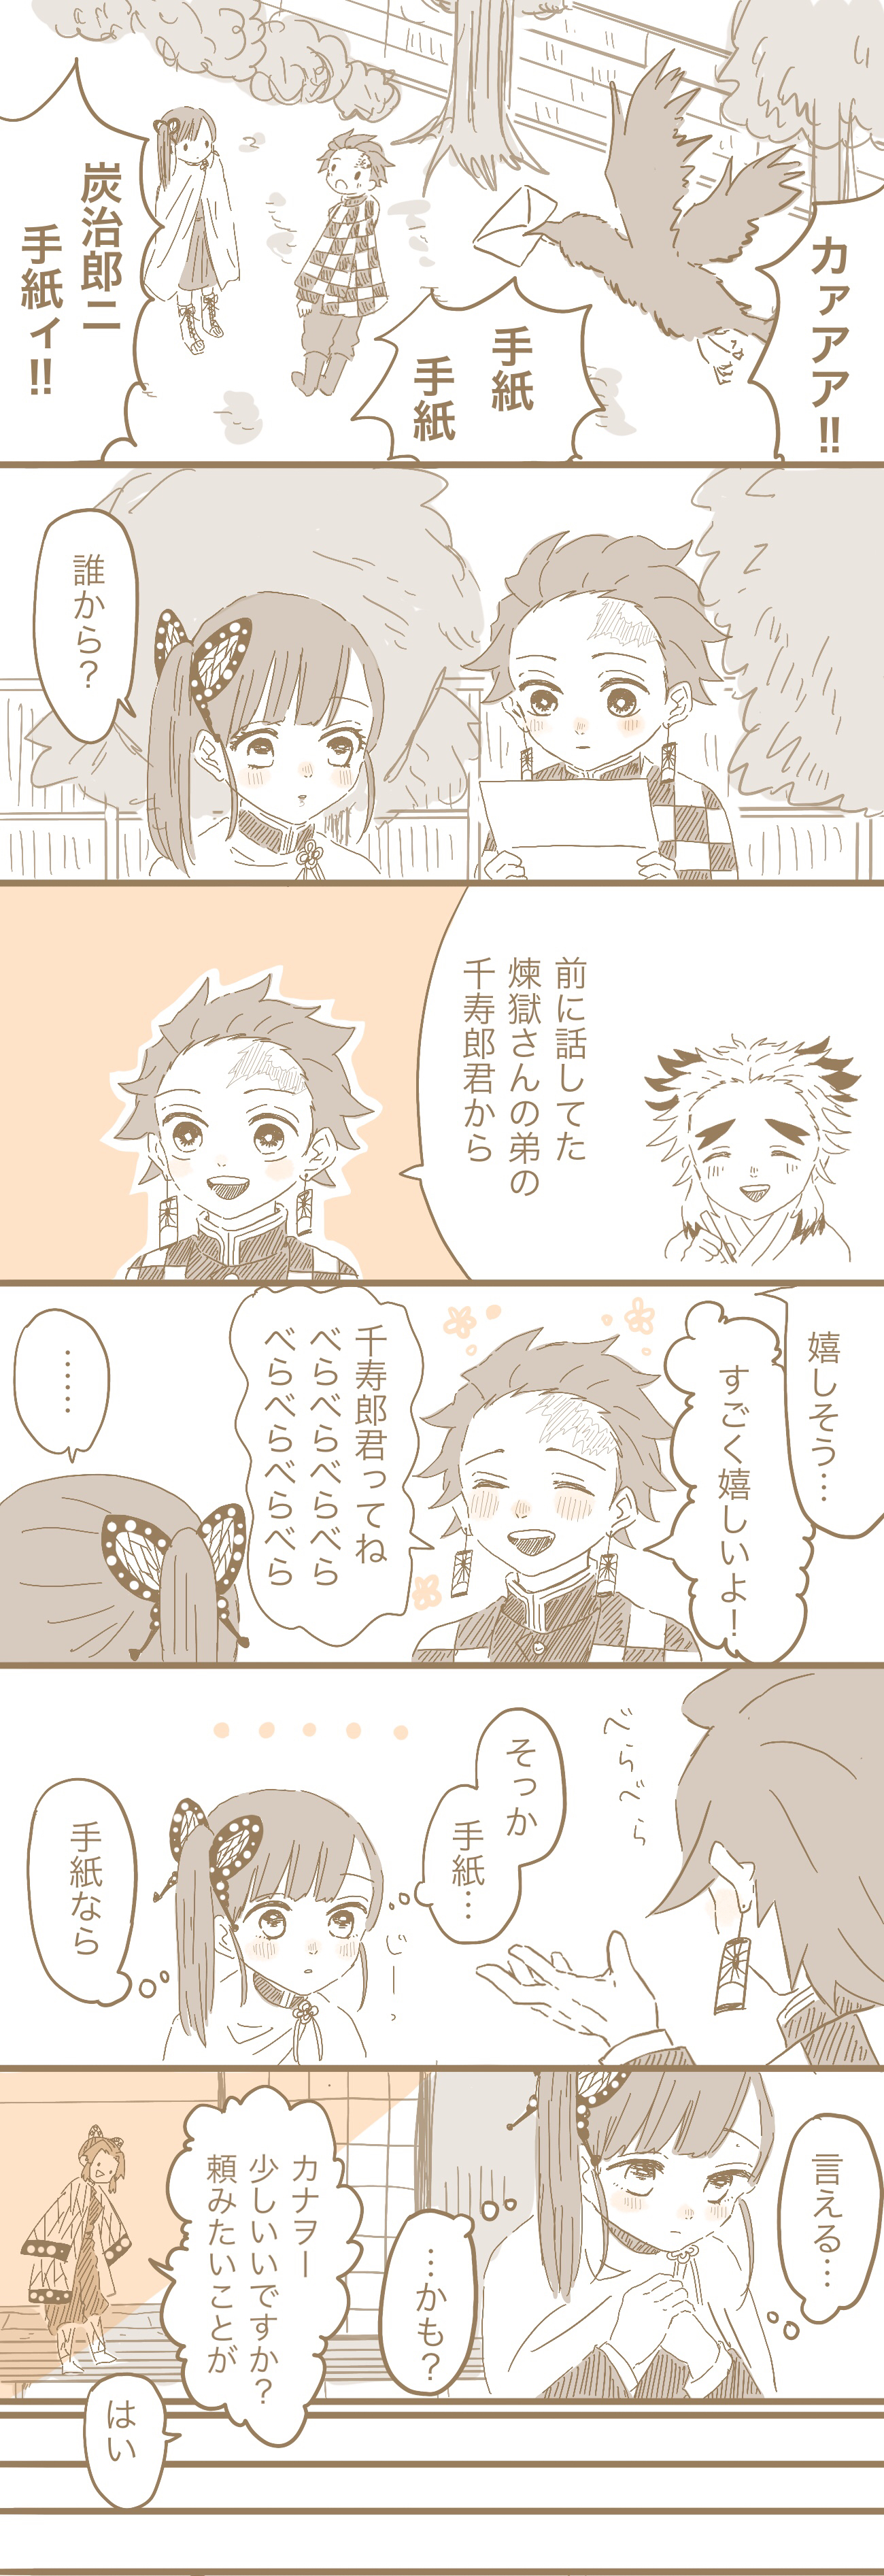 カァアア!!
手紙
手紙
炭治郎ニ
手紙ィ!!
誰から?
前に話してた
煉獄さんの弟の
千寿郎君から
嬉しそう…
すごく嬉しいよ!
千寿郎君ってね
べらべらべらべら
べらべらべらべら
……
べらべら
そっか
手紙…
じーっ
手紙なら
言える…
…かも?
カナヲー
少しいいですか?
頼みたいことが
はい